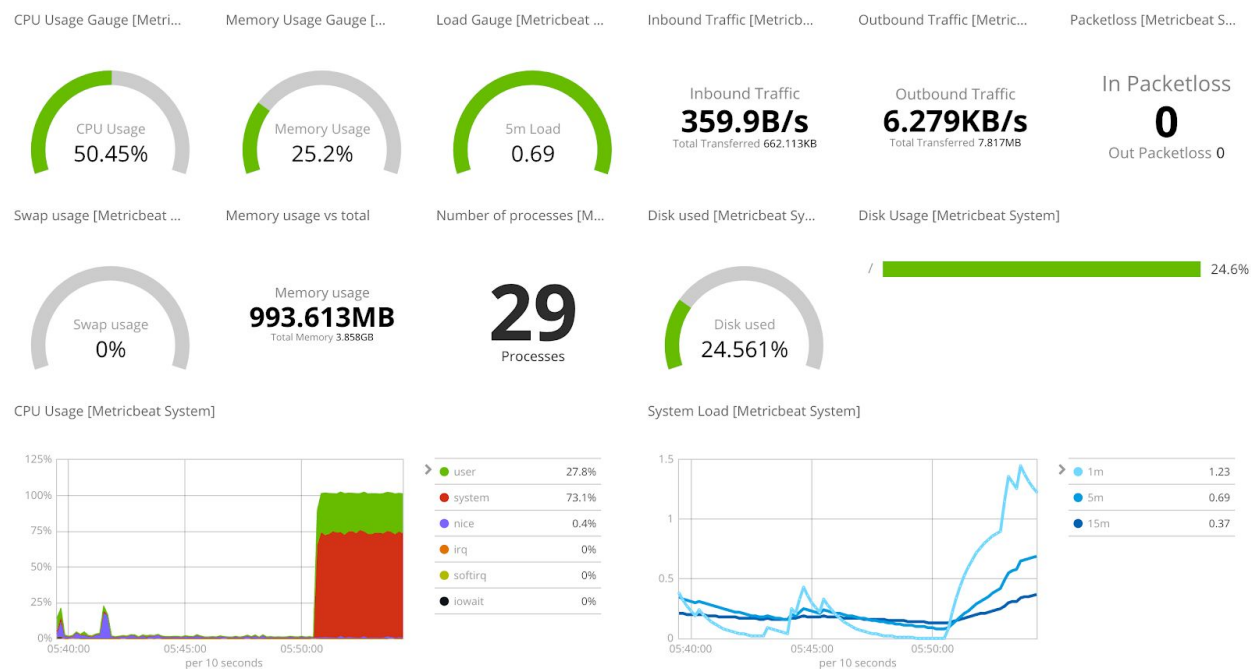 CPU Usage Gauge [Metri...
Memory Usage Gauge [...
Load Gauge [Metricbeat ...
Inbound Traffic [Metricb...
Outbound Traffic [Metric...
Packetloss [Metricbeat S...
CPU Usage
50.45%
Memory Usage
25.2%
5m Load
0.69
Inbound Traffic
359.9B/s
Total Transferred 662.113KB
Outbound Traffic
6.279KB/s
Total Transferred 7.817MB
In Packetloss
0
Out Packetloss 0
Swap usage [Metricbeat ...
Memory usage vs total
Number of processes [M...
Disk used [Metricbeat Sy...
Disk Usage [Metricbeat System]
Swap usage
0%
Memory usage
993.613MB
Total Memory 3.858GB
29
Processes
Disk used
24.561%
/ 24.6%
CPU Usage [Metricbeat System]
125%
100%
75%
50%
25%
0%
05:40:00 05:45:00 05:50:00
per 10 seconds
user 27.8%
system 73.1%
nice 0.4%
irq 0%
softirq 0%
iowait 0%
System Load [Metricbeat System]
1.5
1
0.5
0
05:40:00 05:45:00 05:50:00
per 10 seconds
1m 1.23
5m 0.69
15m 0.37